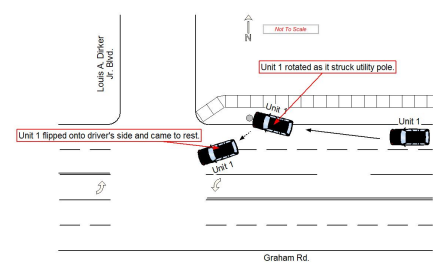 N
Not To Scale
Louis A. Dirker
Jr. Blvd.
Unit 1 rotated as it struck utility pole.
Unit 1
Unit 1
Unit 1 flipped onto driver's side and came to rest.
Unit 1
Graham Rd.